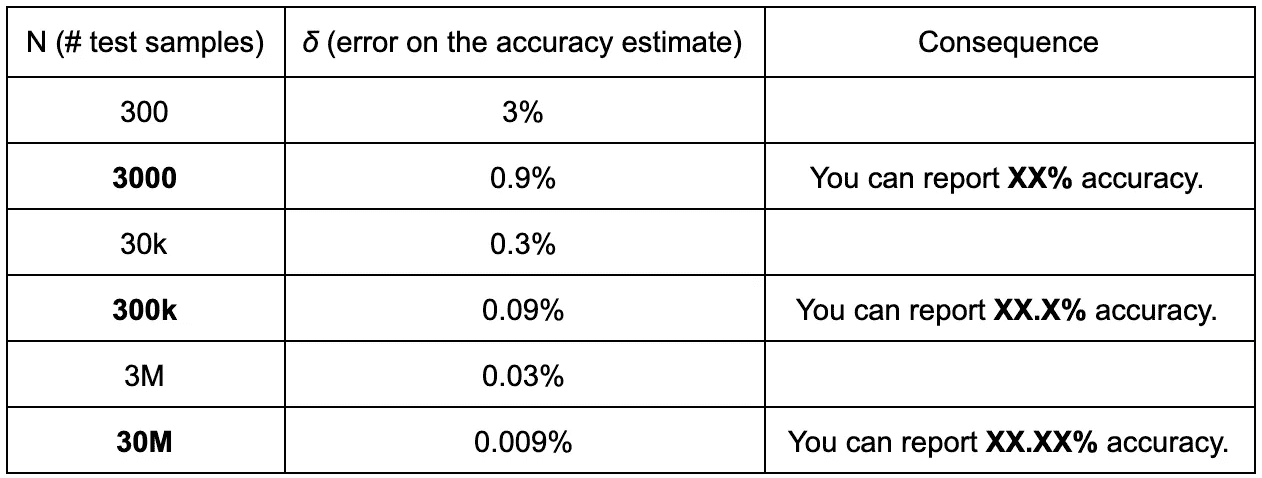 N (# test samples) δ (error on the accuracy estimate) Consequence
300 3%
3000 0.9% You can report XX% accuracy.
30k 0.3%
300k 0.09% You can report XX.X% accuracy.
3M 0.03%
30M 0.009% You can report XX.XX% accuracy.